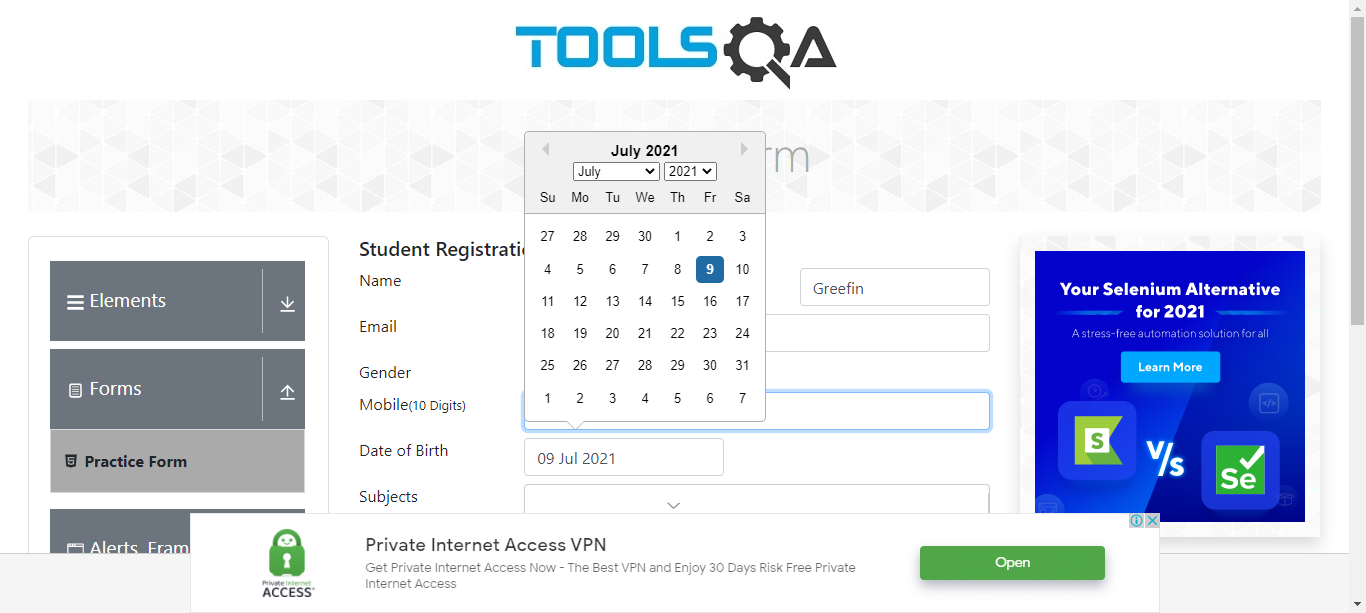 TOOLSQA
rm
July 2021
July 2021
Su Mo Tu We Th Fr Sa
27 28 29 30 1 2 3
4 5 6 7 8 9 10
11 12 13 14 15 16 17
18 19 20 21 22 23 24
25 26 27 28 29 30 31
1 2 3 4 5 6 7
Elements
Forms
Practice Form
Alerts, Fram
Student Registrati
Name
Greefin
Email
Gender
Mobile(10 Digits)
Date of Birth
09 Jul 2021
Subjects
Your Selenium Alternative
for 2021
A stress-free automation solution for all
Learn More
S
V/s
Se
Private Internet
ACCESS
Private Internet Access VPN
Get Private Internet Access Now - The Best VPN and Enjoy 30 Days Risk Free Private
Internet Access
Open